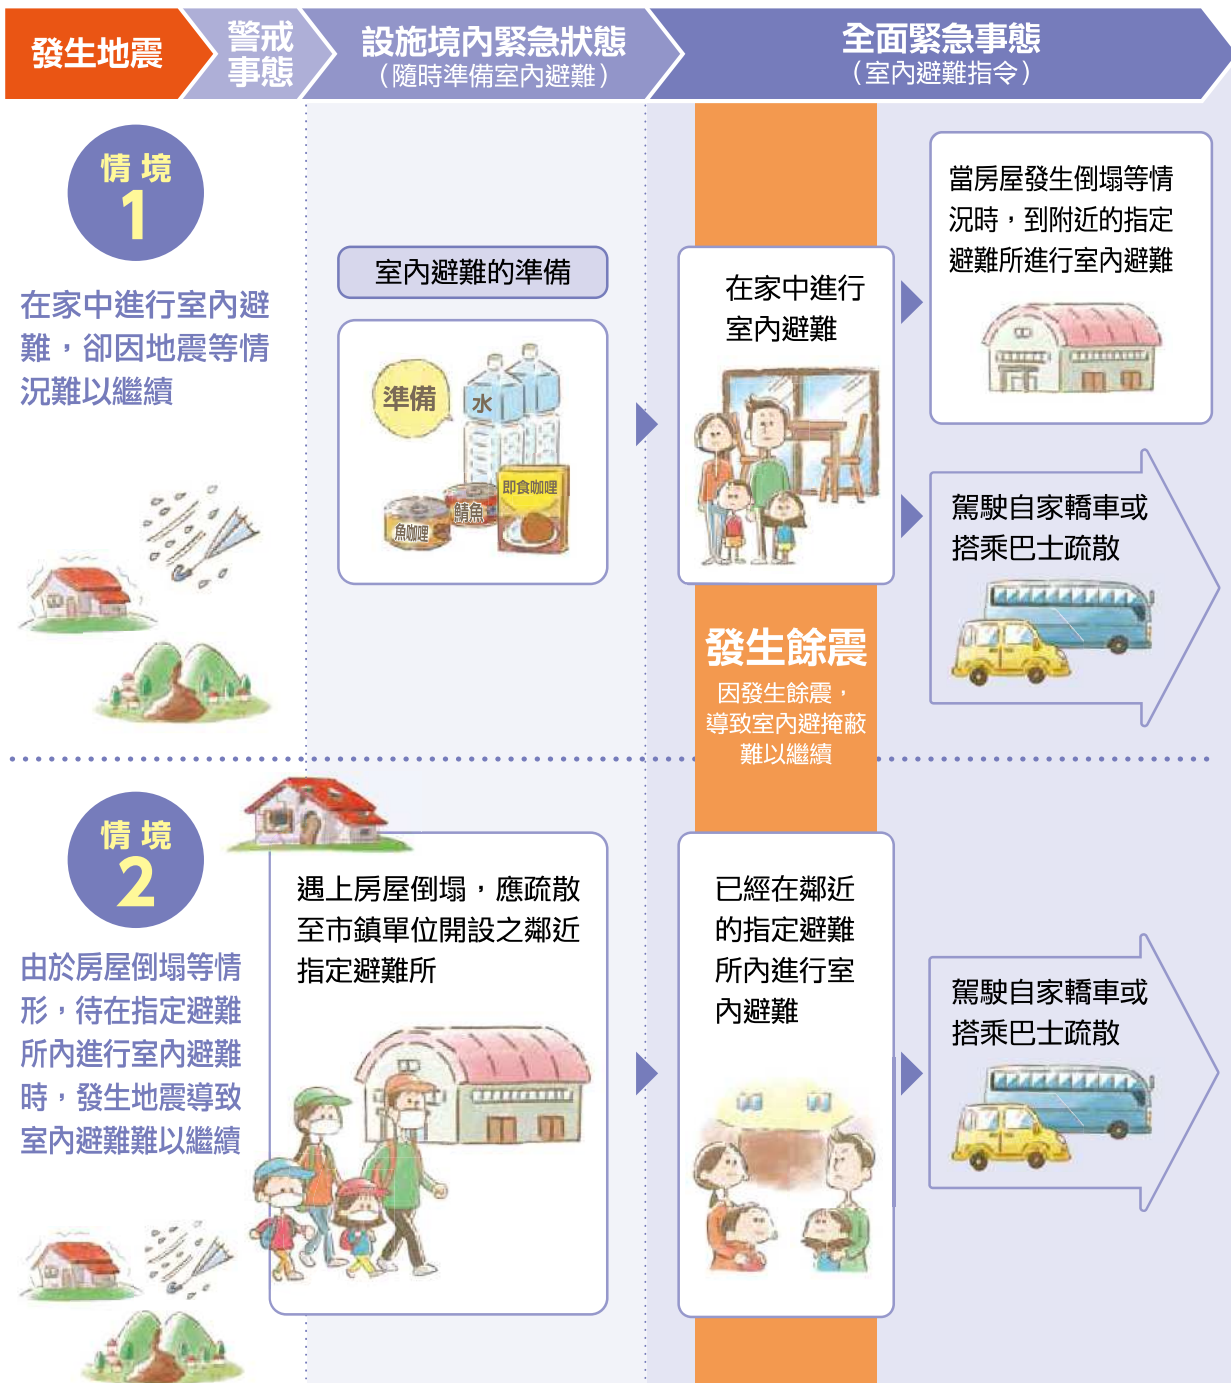 發生地震
警戒
事態
設施境內緊急狀態
（隨時準備室內避難）
全面緊急事態
（室內避難指令）
情境
1
在家中進行室內避
難，卻因地震等情
況難以繼續
室內避難的準備
準備
水
即食咖哩
鯖魚
魚咖哩
在家中進行
室內避難
當房屋發生倒塌等情
況時，到附近的指定
避難所進行室內避難
駕駛自家轎車或
搭乘巴士疏散
發生餘震
因發生餘震，
導致室內避掩蔽
難以繼續
情境
2
由於房屋倒塌等情
形，待在指定避難
所內進行室內避難
時，發生地震導致
室內避難難以繼續
遇上房屋倒塌，應疏散
至市鎮單位開設之鄰近
指定避難所
已經在鄰近
的指定避難
所內進行室
內避難
駕駛自家轎車或
搭乘巴士疏散